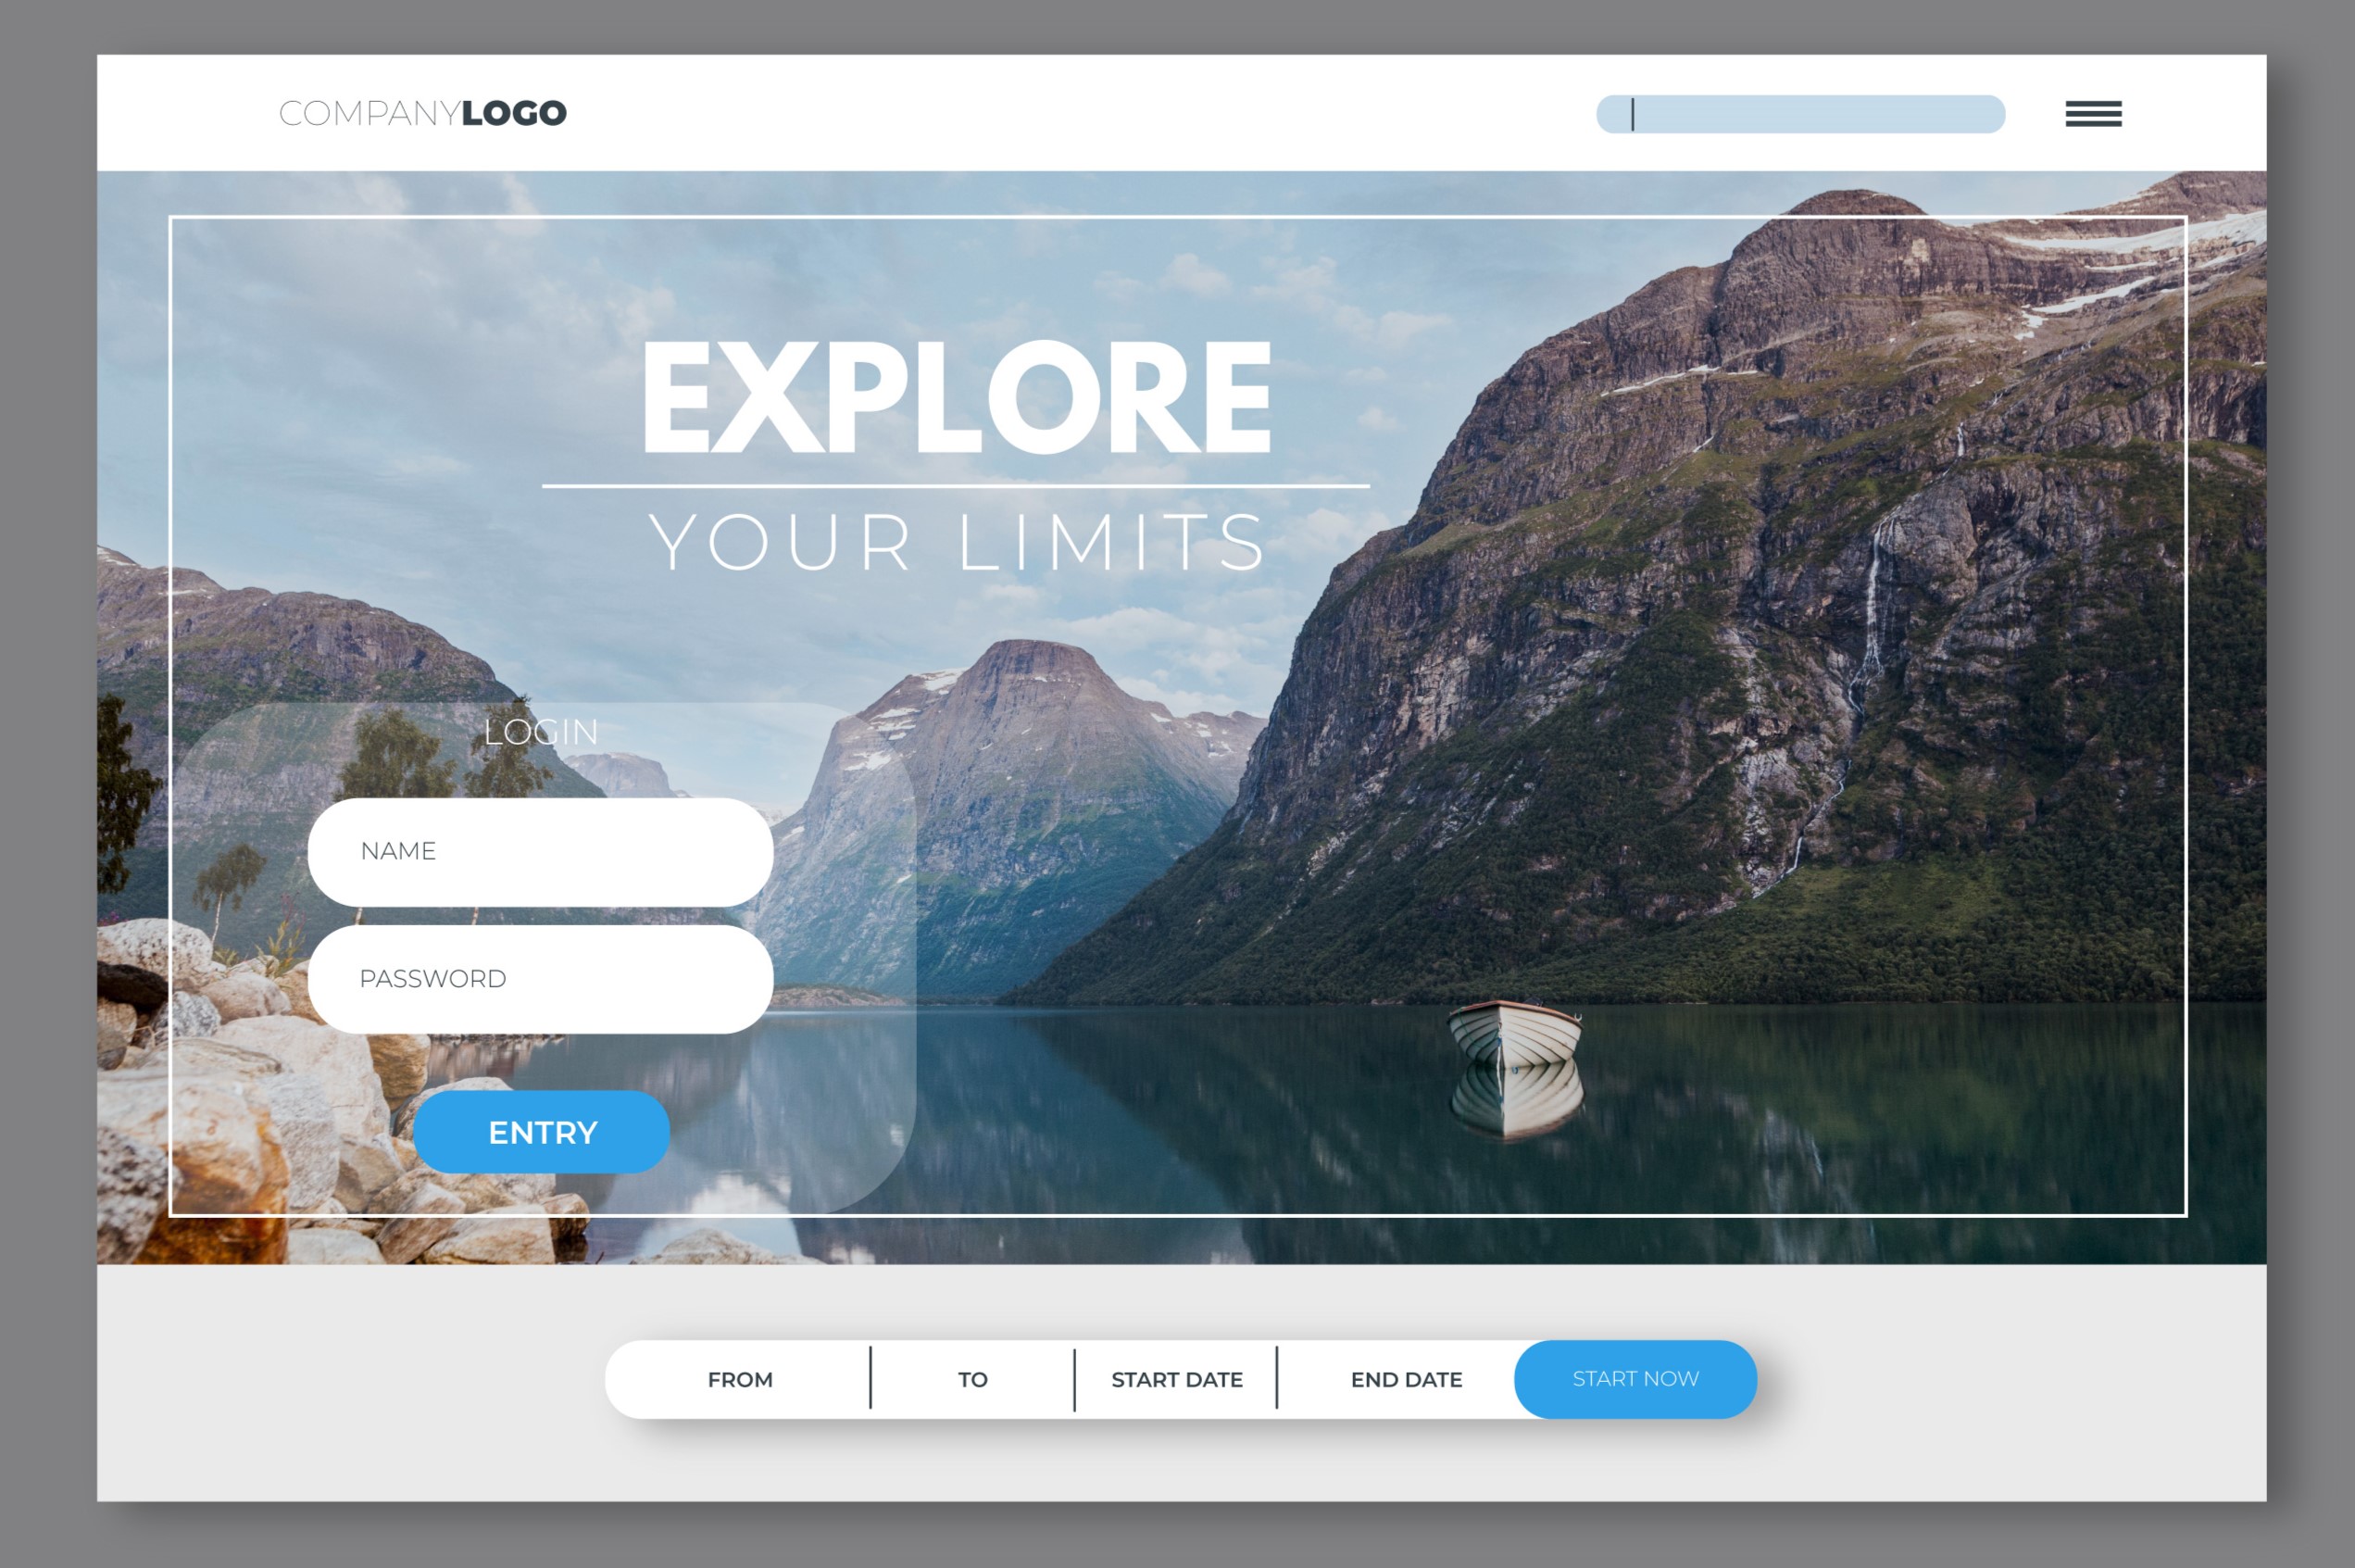 COMPANYLOGO
EXPLORE
YOUR LIMITS
LOGIN
NAME
PASSWORD
ENTRY
FROM TO START DATE END DATE START NOW